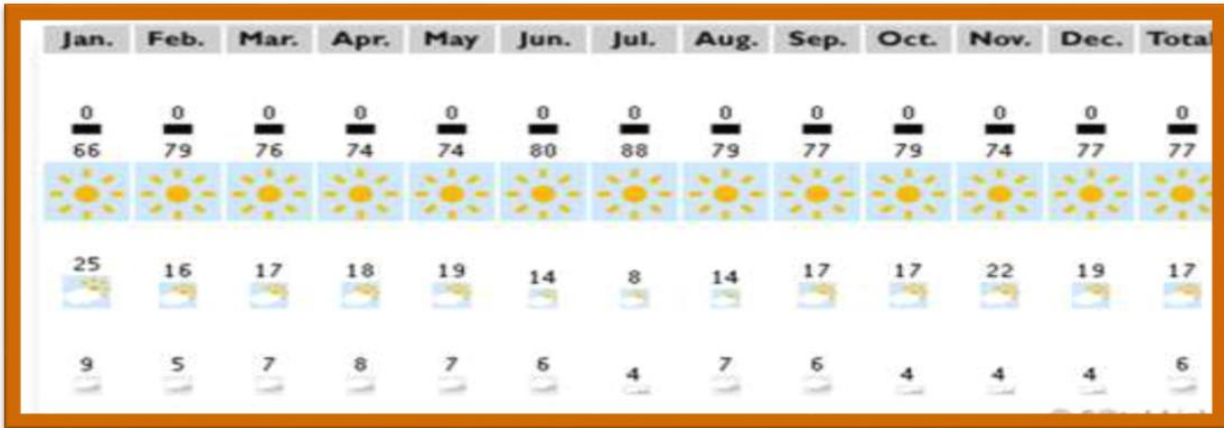 Jan. Feb. Mar. Apr. May Jun. Jul. Aug. Sep. Oct. Nov. Dec. Total
0 0 0 0 0 0 0 0 0 0 0 0 0
66 79 76 74 74 80 88 79 77 79 74 77 77
25 16 17 18 19 14 8 14 17 17 22 19 17
9 5 7 8 7 6 4 7 6 4 4 4 6